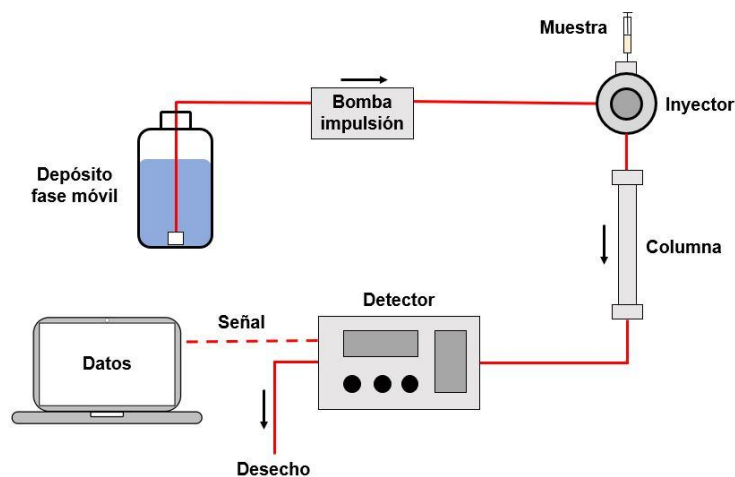 Muestra
Bomba
impulsión
Inyector
Depósito
fase móvil
Columna
Detector
Señal
Datos
Desecho